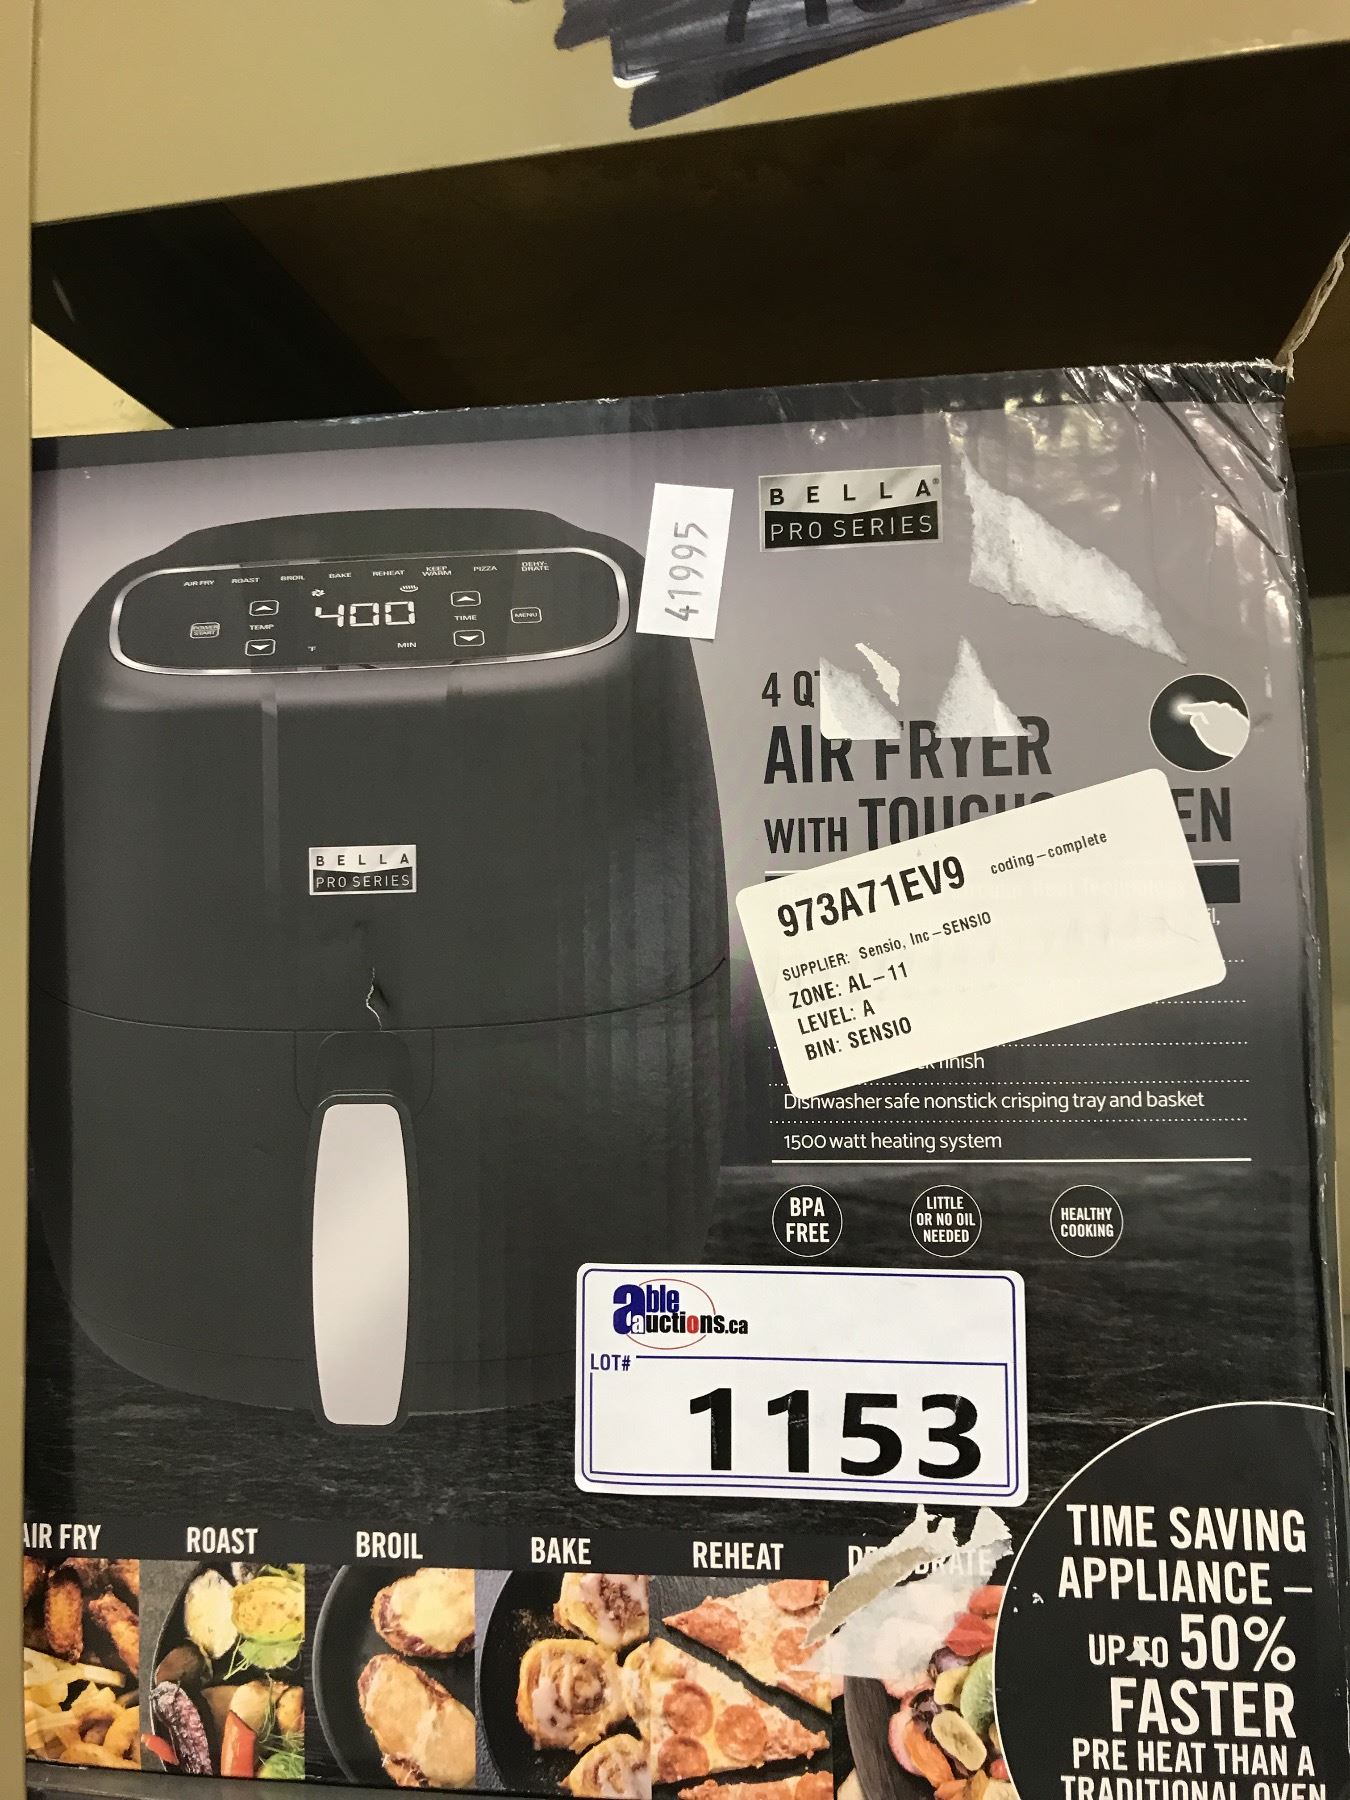 BELLA®
PRO SERIES
41995
AIR FRY ROAST BROIL BAKE REHEAT KEEP WARM PIZZA DEHY-DRATE
400
POWER START
TEMP
TIME
MENU
°F
MIN
4 QT
AIR FRYER
WITH
EN
BELLA
PRO SERIES
973A71EV9 coding-complete
SUPPLIER: Sensio, Inc-SENSIO
ZONE: AL-11
LEVEL: A
BIN: SENSIO
finish
Dishwasher safe nonstick crisping tray and basket
1500 watt heating system
BPA
FREE
LITTLE
OR NO OIL
NEEDED
HEALTHY
COOKING
able
auctions.ca
LOT#
1153
AIR FRY ROAST BROIL BAKE REHEAT
TIME SAVING
APPLIANCE –
UP TO 50%
FASTER
PRE HEAT THAN A
TRADITIONAL OVEN